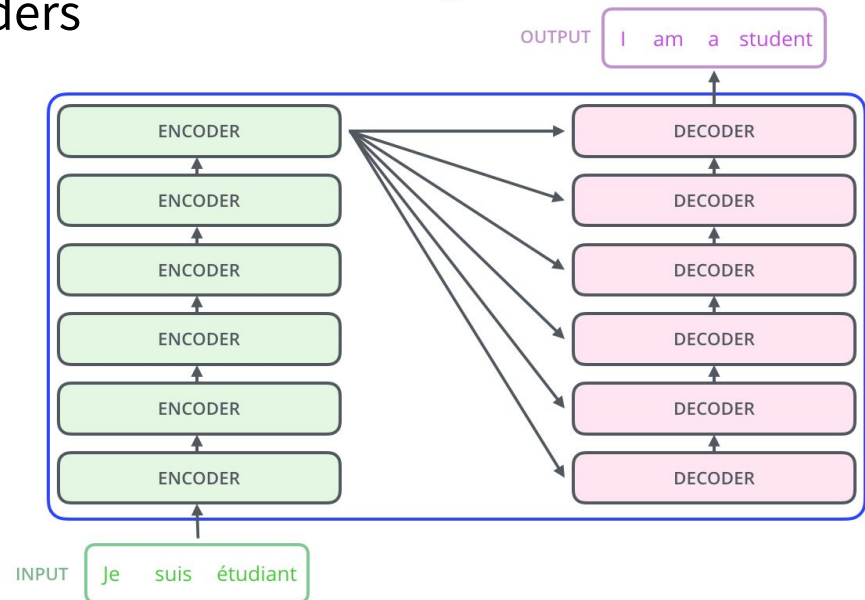 ders
OUTPUT I am a student
ENCODER DECODER
ENCODER DECODER
ENCODER DECODER
ENCODER DECODER
ENCODER DECODER
ENCODER DECODER
INPUT Je suis étudiant